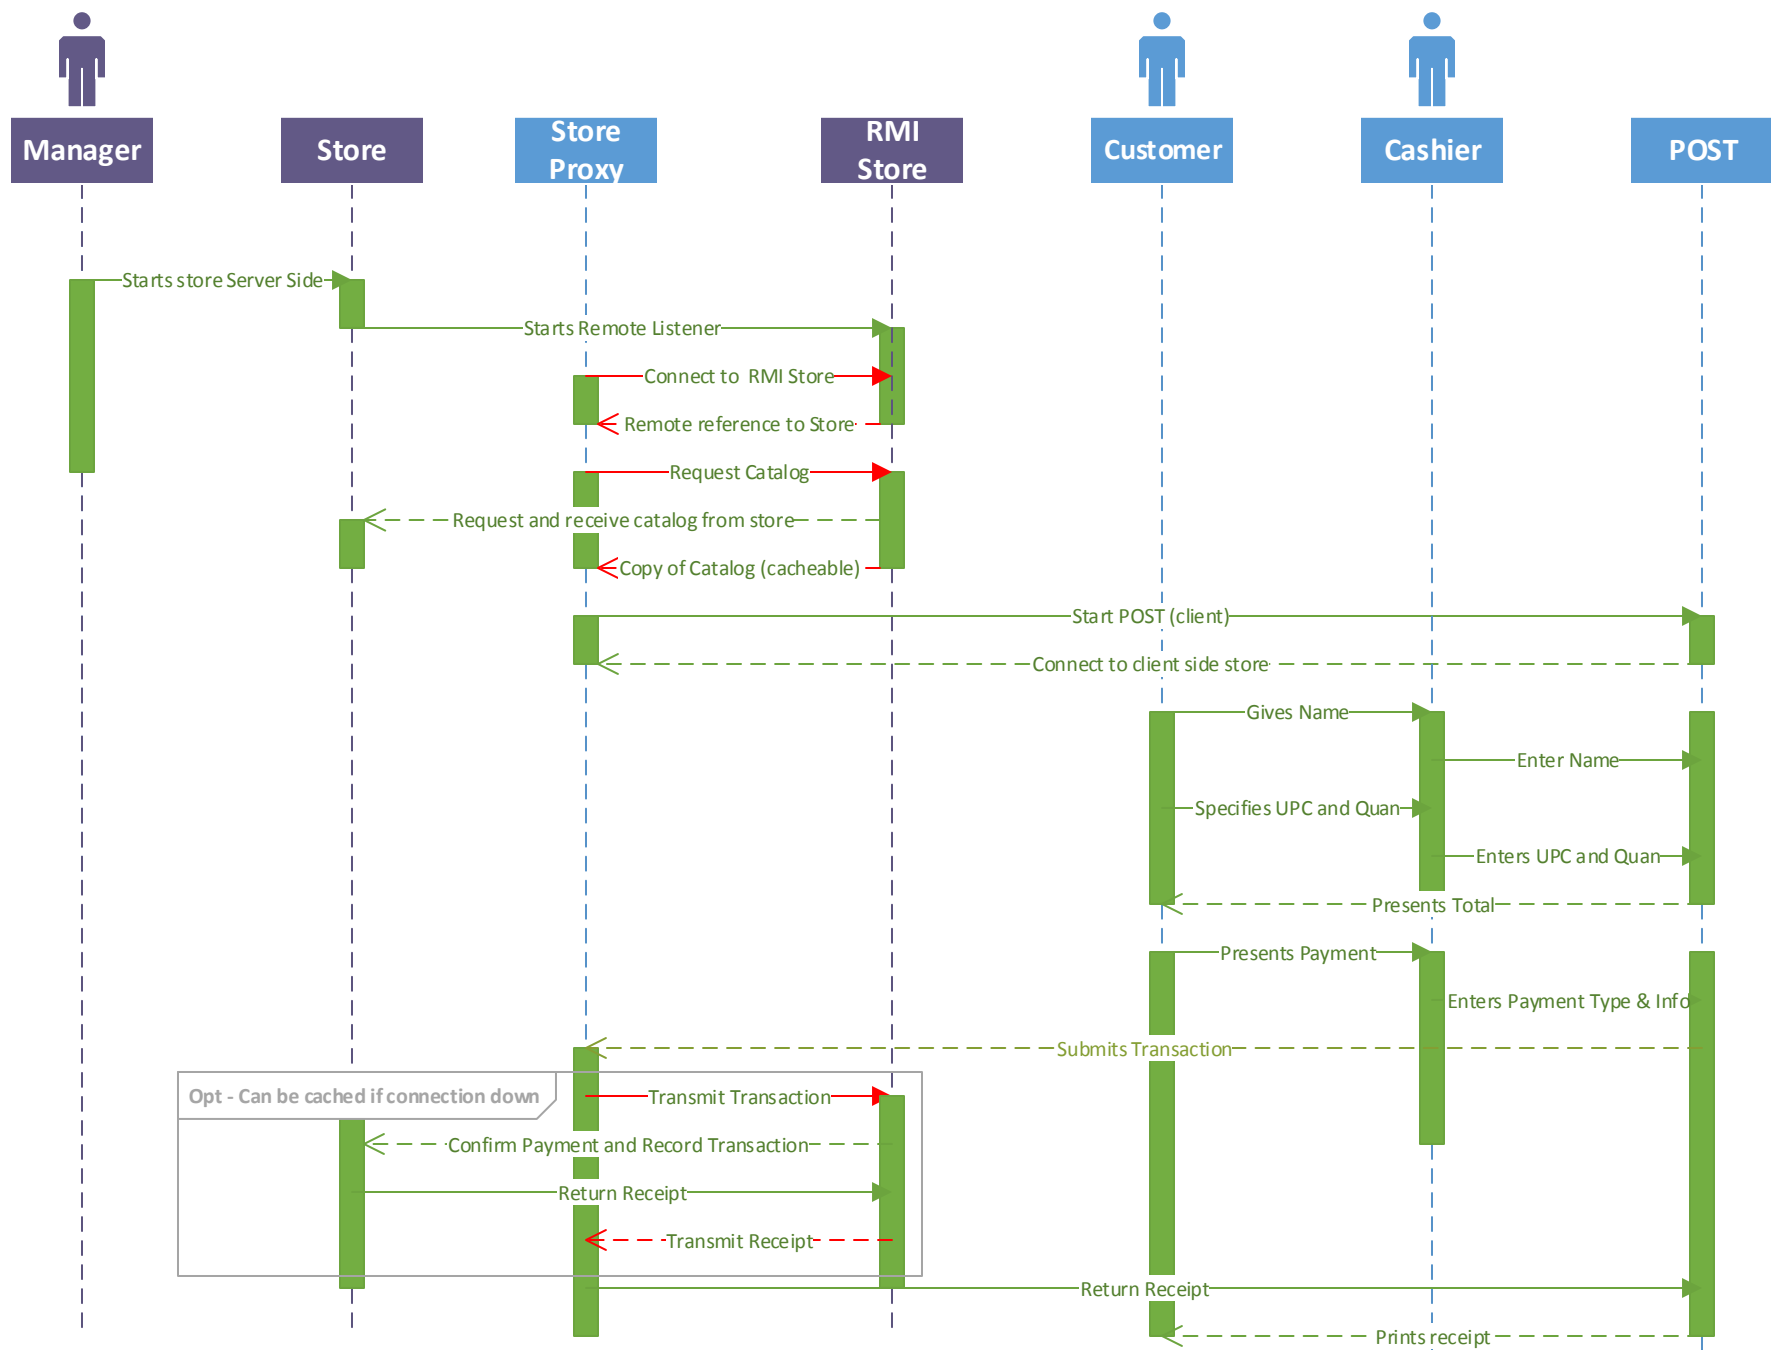 Manager
Store
Store
Proxy
RMI
Store
Customer
Cashier
POST
Starts store Server Side
Starts Remote Listener
Connect to RMI Store
Remote reference to Store
Request Catalog
Request and receive catalog from store
Copy of Catalog (cacheable)
Start POST (client)
Connect to client side store
Gives Name
Enter Name
Specifies UPC and Quan
Enters UPC and Quan
Presents Total
Presents Payment
Enters Payment Type & Info
Submits Transaction
Opt - Can be cached if connection down
Transmit Transaction
Confirm Payment and Record Transaction
Return Receipt
Transmit Receipt
Return Receipt
Prints receipt